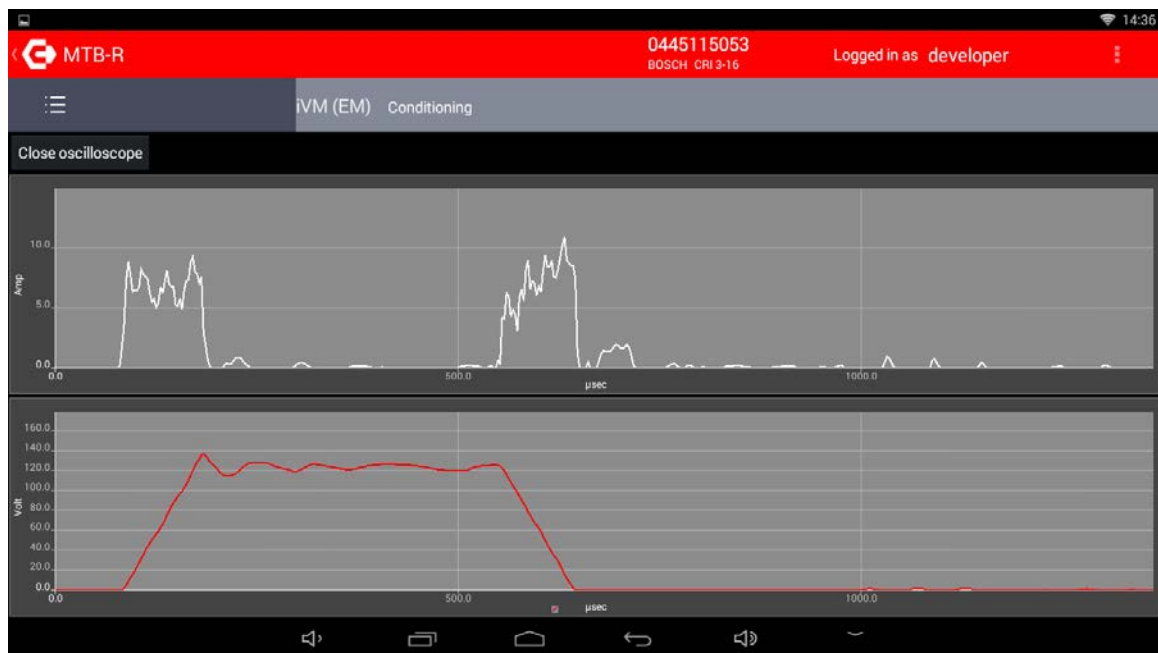 14:36
MTB-R
0445115053
BOSCH CRI 3-16
Logged in as developer
iVM (EM) Conditioning
Close oscilloscope
10.0
Amp
5.0
0.0
0.0 500.0 1000.0
µsec
160.0
140.0
120.0
100.0
Volt
80.0
60.0
40.0
20.0
0.0
0.0 500.0 1000.0
µsec